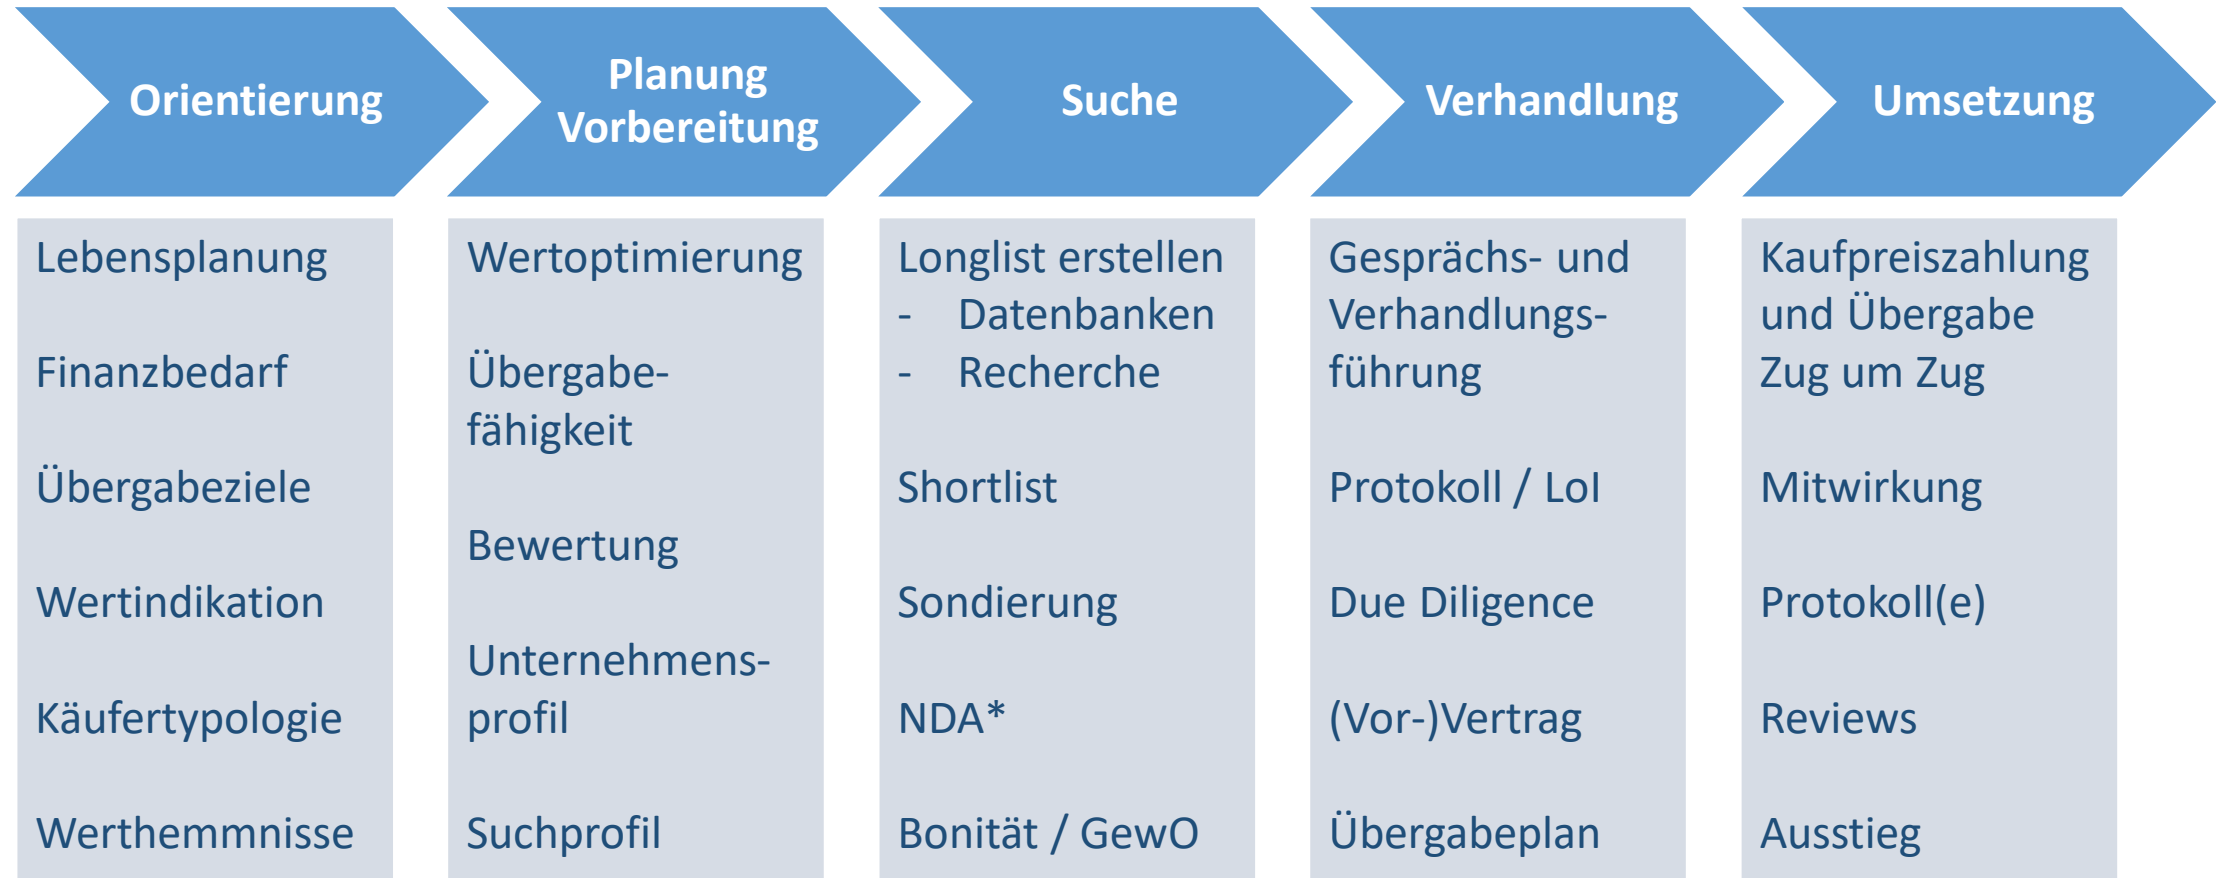 Orientierung
Planung
Vorbereitung
Suche
Verhandlung
Umsetzung
Lebensplanung
Finanzbedarf
Übergabeziele
Wertindikation
Käufertypologie
Werthemmnisse
Wertoptimierung
Übergabe-
fähigkeit
Bewertung
Unternehmens-
profil
Suchprofil
Longlist erstellen
- Datenbanken
- Recherche
Shortlist
Sondierung
NDA*
Bonität / GewO
Gesprächs- und
Verhandlungs-
führung
Protokoll / LoI
Due Diligence
(Vor-)Vertrag
Übergabeplan
Kaufpreiszahlung
und Übergabe
Zug um Zug
Mitwirkung
Protokoll(e)
Reviews
Ausstieg